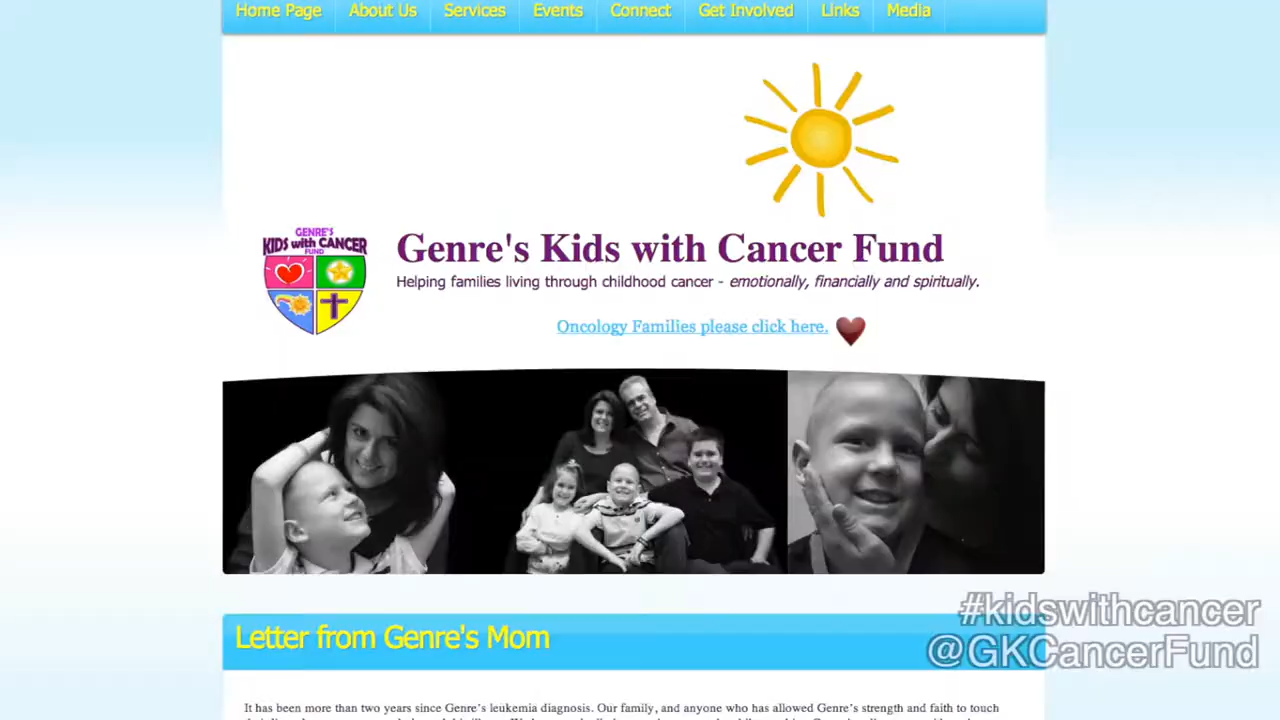 Home Page About Us Services Events Connect Get Involved Links Media
GENRE'S
KIDS with CANCER
FUND
Genre's Kids with Cancer Fund
Helping families living through childhood cancer - emotionally, financially and spiritually.
Oncology Families please click here.
#kidswithcancer
@GKCancerFund
Letter from Genre's Mom
It has been more than two years since Genre's leukemia diagnosis. Our family, and anyone who has allowed Genre's strength and faith to touch